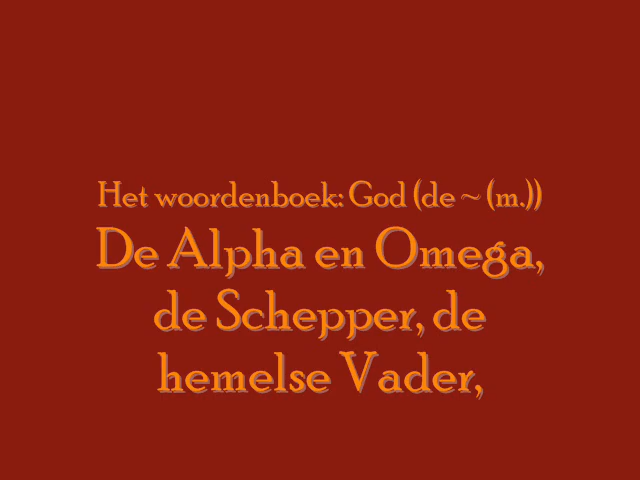 Het woordenboek: God (de ~ (m.))
De Alpha en Omega,
de Schepper, de
hemelse Vader,